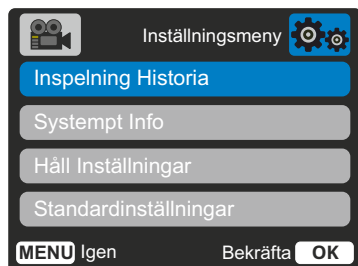 Inställningsmeny
Inspelning Historia
Systempt Info
Håll Inställningar
Standardinställningar
MENU Igen Bekräfta OK